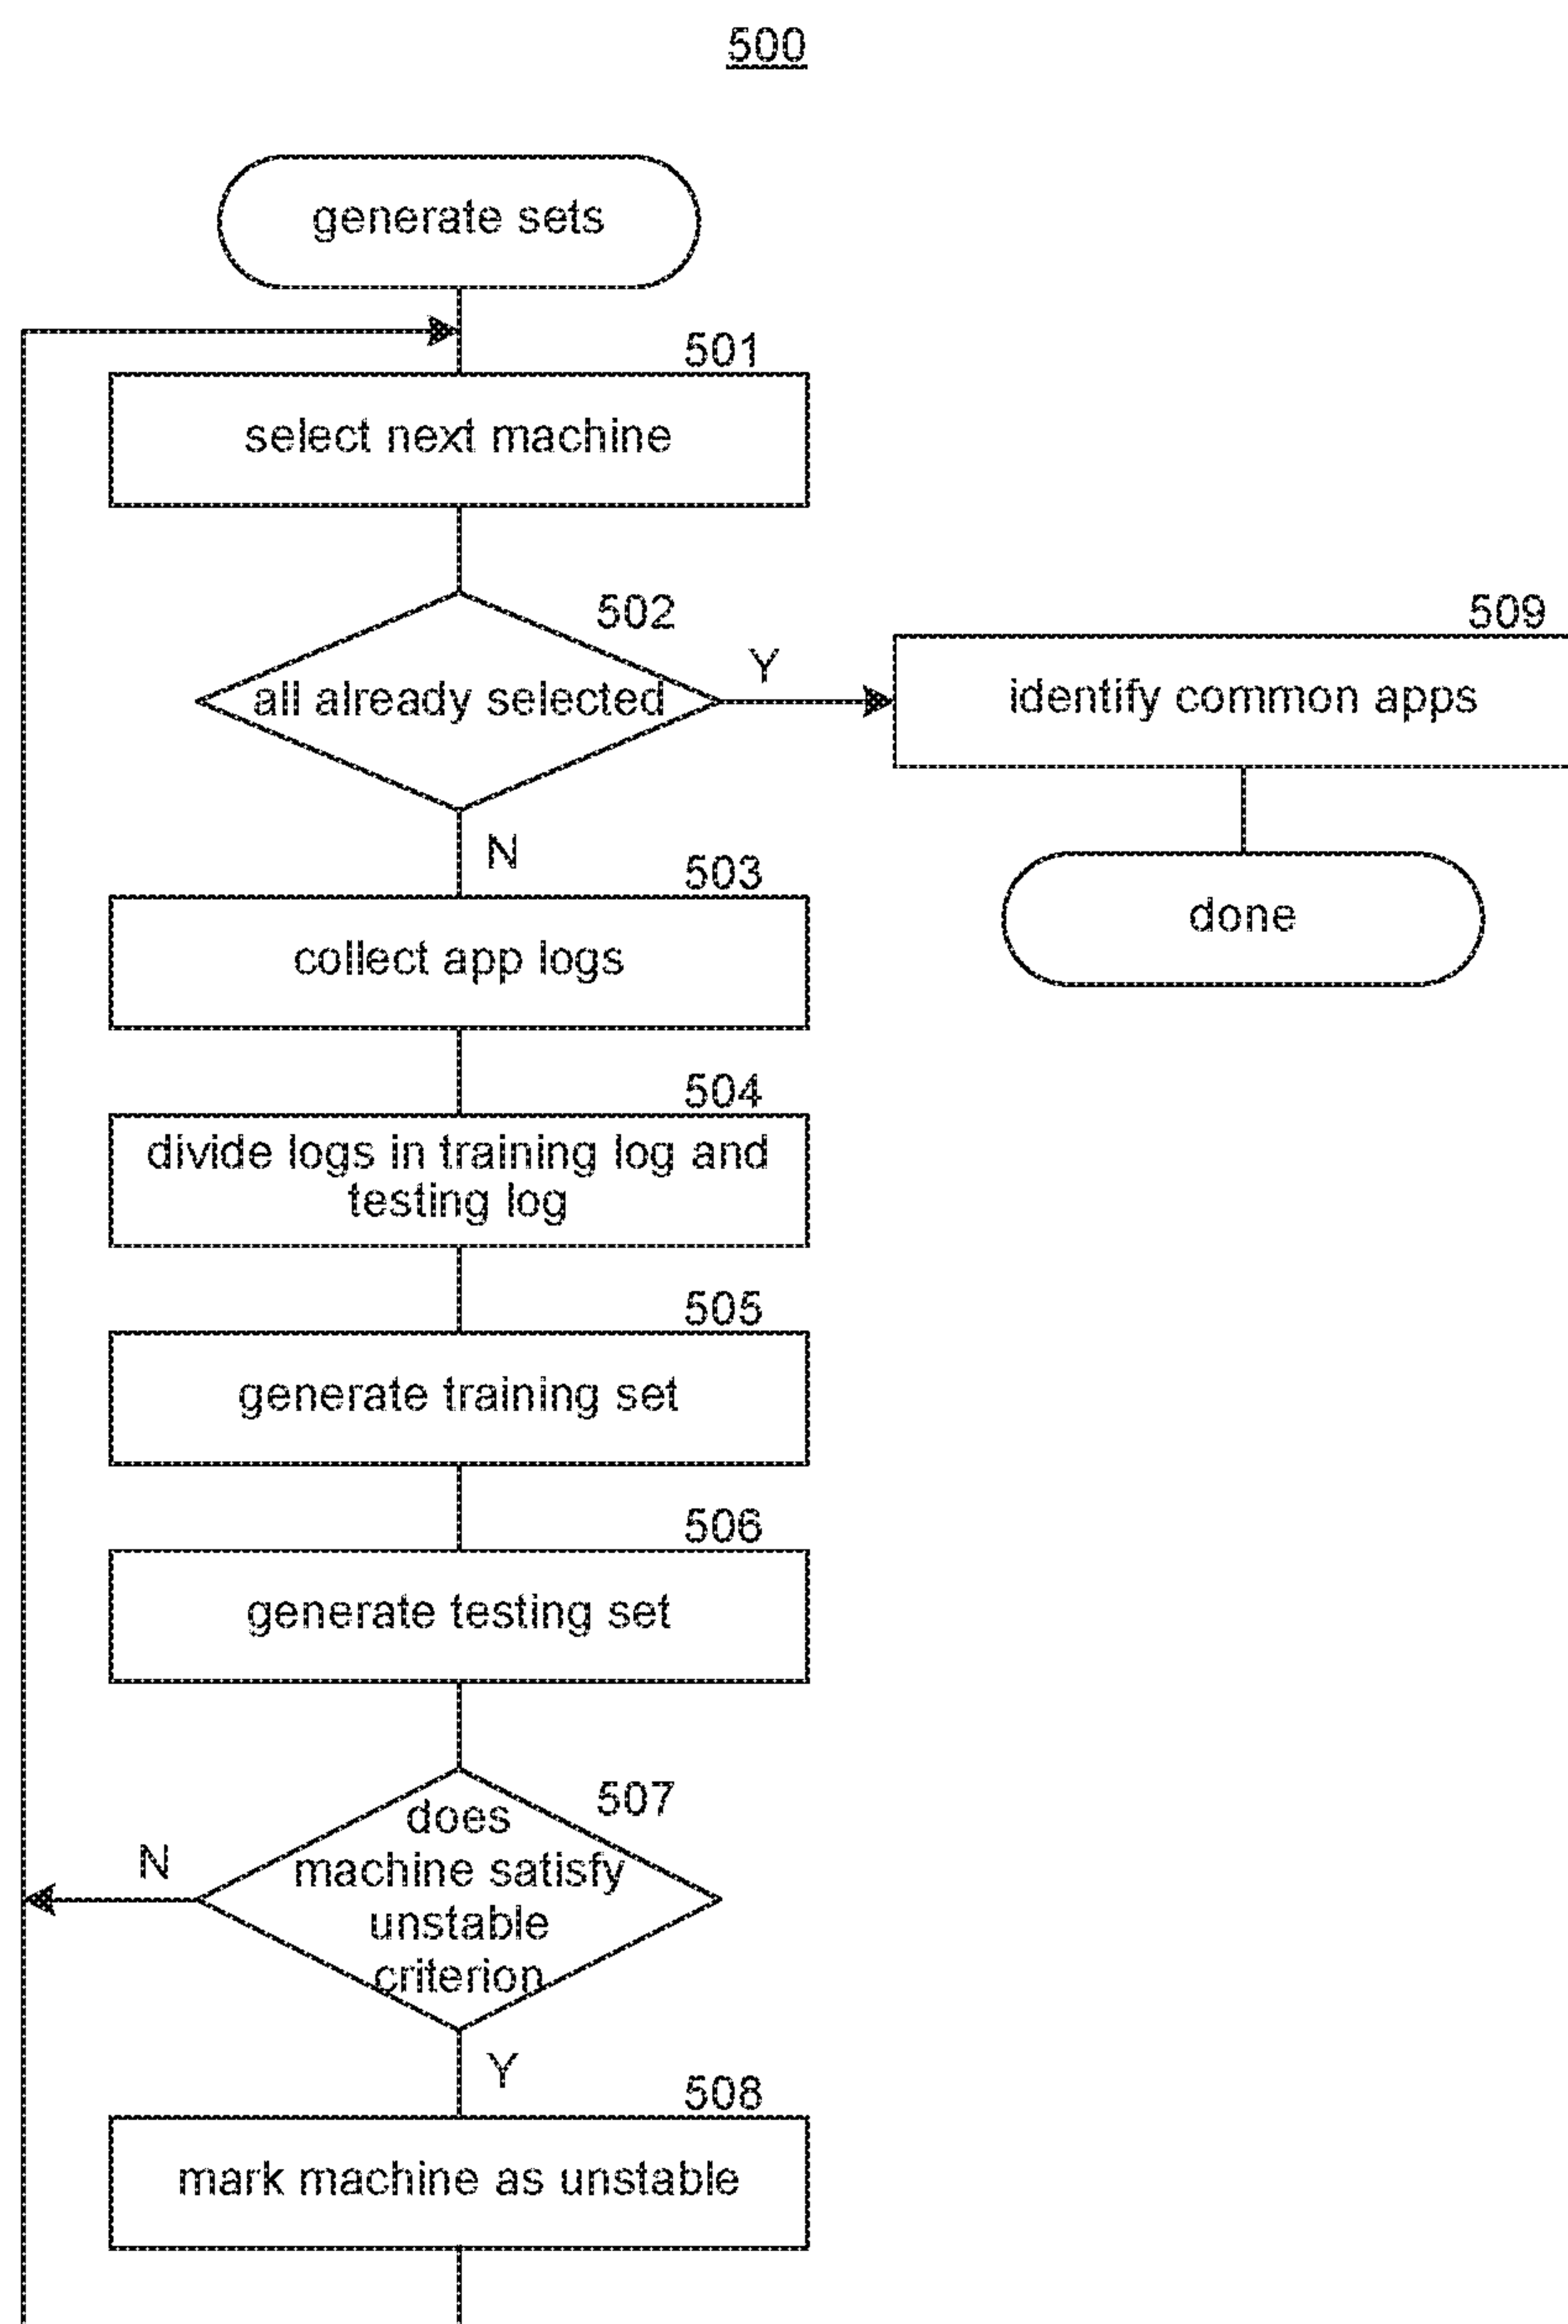 500
generate sets
501
select next machine
502
all already selected
Y
509
identify common apps
N
done
503
collect app logs
504
divide logs in training log and
testing log
505
generate training set
506
generate testing set
507
does
machine satisfy
unstable
criterion
N
Y
508
mark machine as unstable